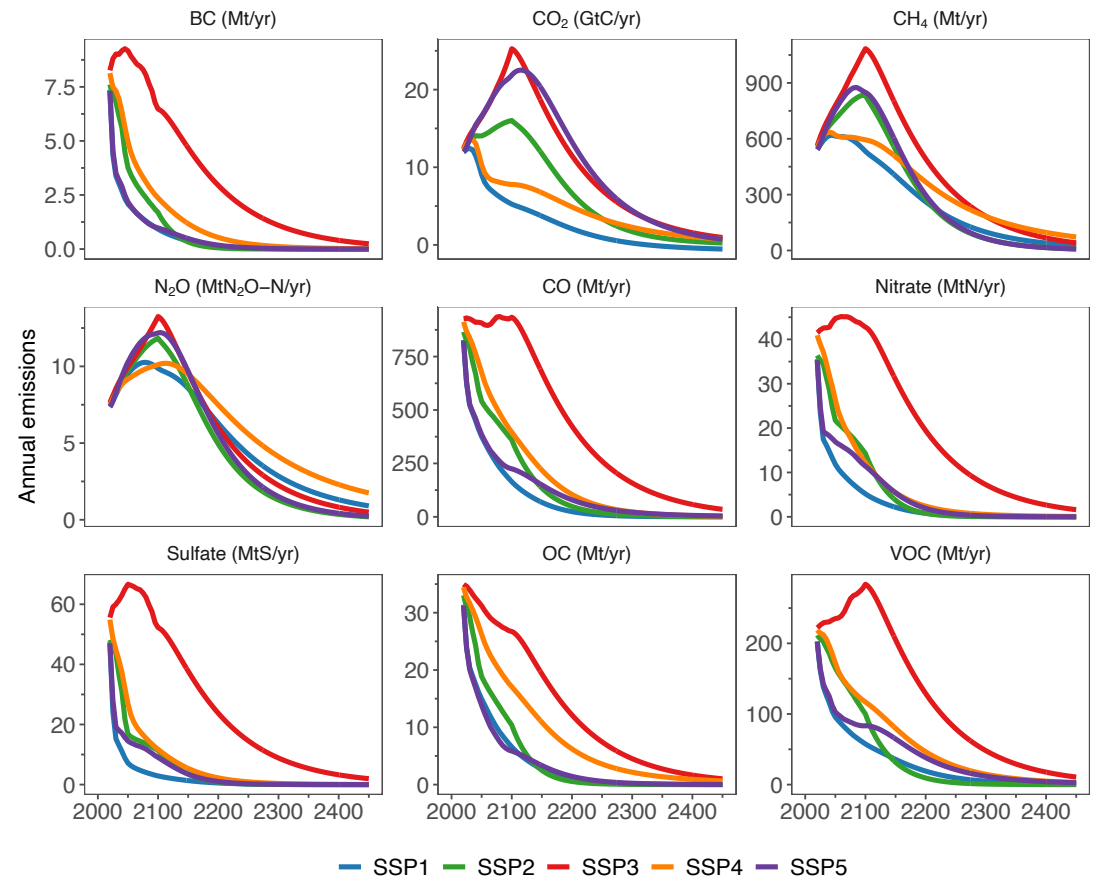 BC (Mt/yr)
CO₂ (GtC/yr)
CH₄ (Mt/yr)
7.5
5.0
2.5
0.0
20
10
0
900
600
300
0
N₂O (MtN₂O−N/yr)
CO (Mt/yr)
Nitrate (MtN/yr)
Annual emissions
10
5
0
750
500
250
0
40
30
20
10
0
Sulfate (MtS/yr)
OC (Mt/yr)
VOC (Mt/yr)
60
40
20
0
30
20
10
0
200
100
0
2000 2100 2200 2300 2400
2000 2100 2200 2300 2400
2000 2100 2200 2300 2400
SSP1 SSP2 SSP3 SSP4 SSP5